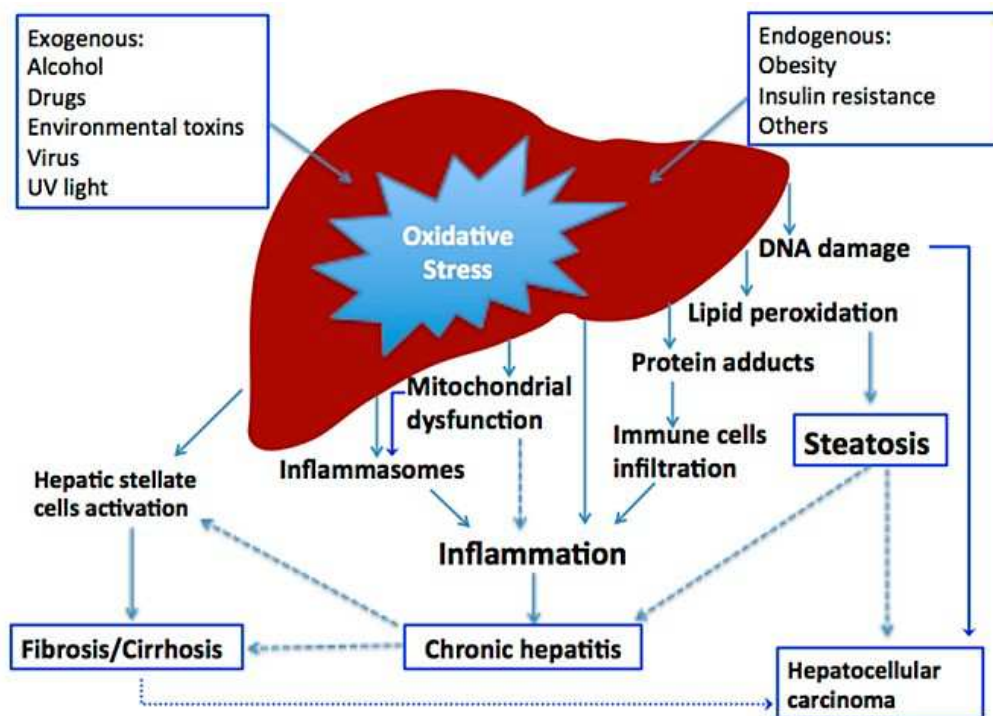 Exogenous:
Alcohol
Drugs
Environmental toxins
Virus
UV light
Endogenous:
Obesity
Insulin resistance
Others
Oxidative
Stress
DNA damage
Lipid peroxidation
Protein adducts
Mitochondrial
dysfunction
Immune cells
infiltration
Steatosis
Inflammasomes
Hepatic stellate
cells activation
Inflammation
Fibrosis/Cirrhosis
Chronic hepatitis
Hepatocellular
carcinoma